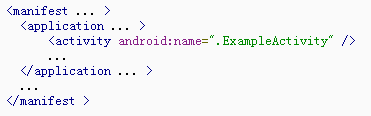 <manifest ... >
  <application ... >
      <activity android:name=".ExampleActivity" />
      ...
  </application ... >
  ...
</manifest >